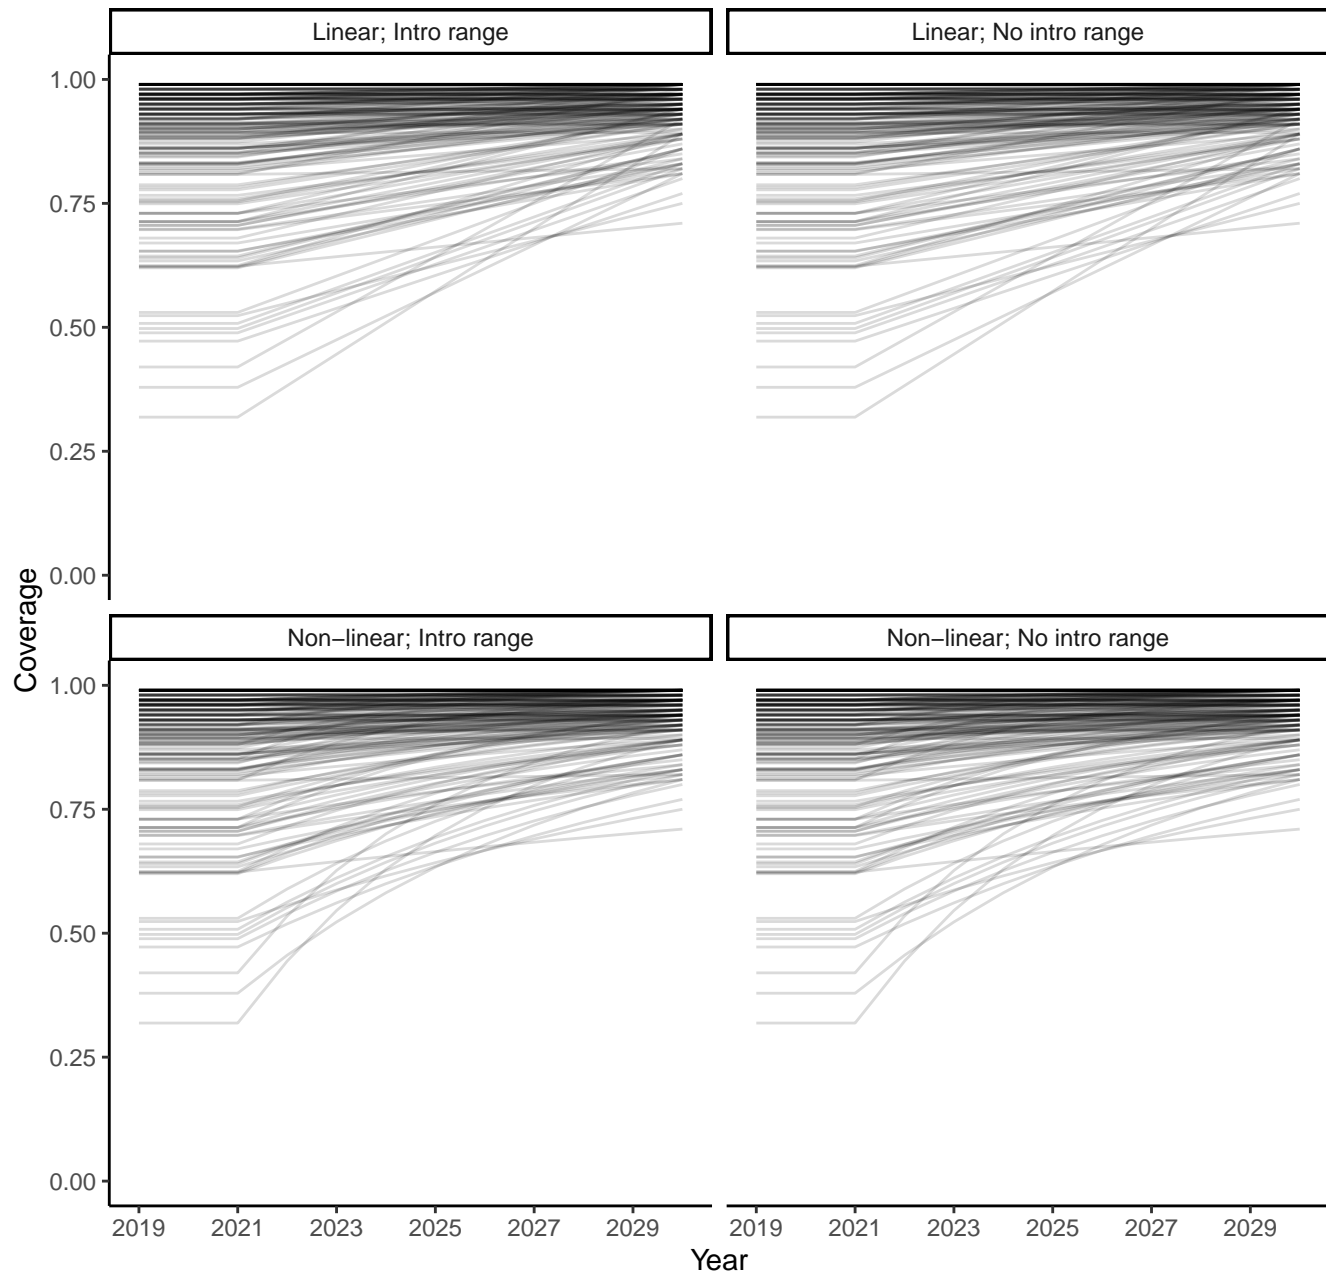 Linear; Intro range
Linear; No intro range
1.00
0.75
0.50
0.25
0.00
Coverage
Non−linear; Intro range
Non−linear; No intro range
1.00
0.75
0.50
0.25
0.00
2019 2021 2023 2025 2027 2029
2019 2021 2023 2025 2027 2029
Year